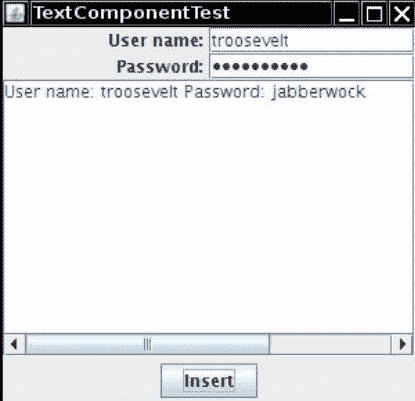 TextComponentTest
User name: troosevelt
Password: ••••••••••
User name: troosevelt Password: jabberwock
Insert